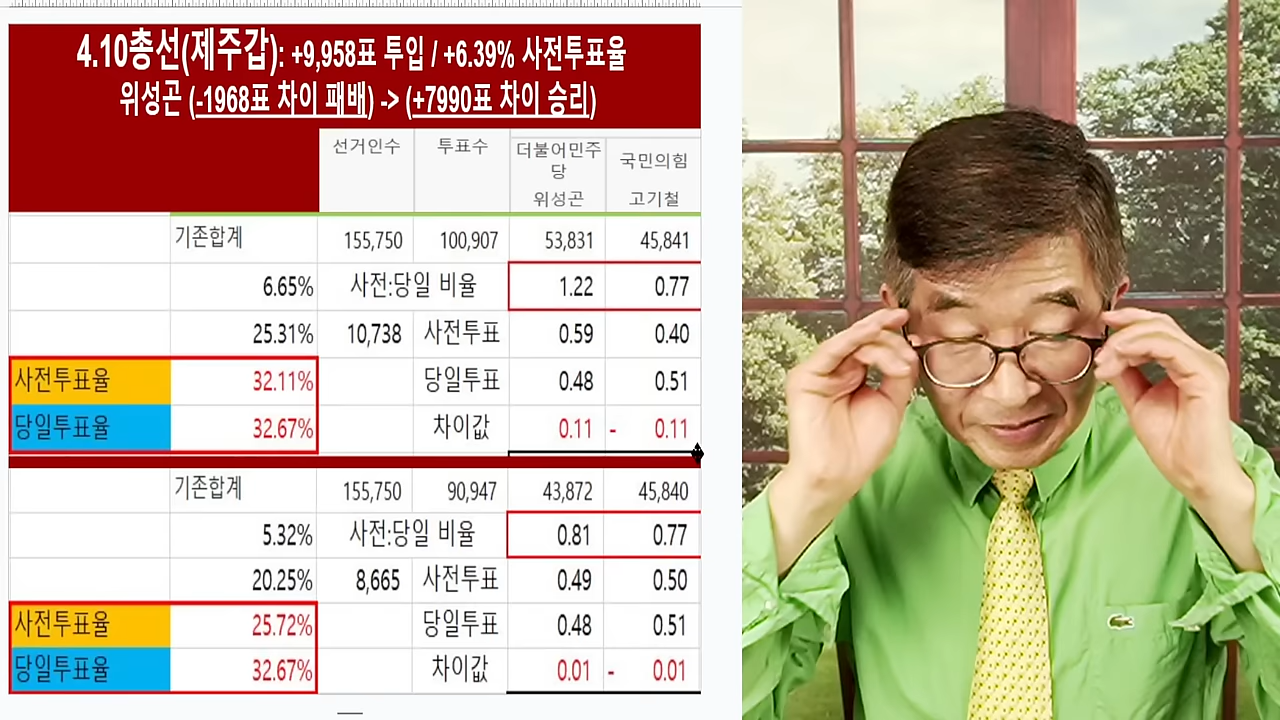 4.10총선(제주갑): +9,958표 투입 / +6.39% 사전투표율
위성곤 (-1968표 차이 패배) -> (+7990표 차이 승리)
선거인수 투표수 더불어민주당 국민의힘
위성곤 고기철
기존합계 155,750 100,907 53,831 45,841
6.65% 사전:당일 비율 1.22 0.77
25.31% 10,738 사전투표 0.59 0.40
사전투표율 32.11% 당일투표 0.48 0.51
당일투표율 32.67% 차이값 0.11 - 0.11
기존합계 155,750 90,947 43,872 45,840
5.32% 사전:당일 비율 0.81 0.77
20.25% 8,665 사전투표 0.49 0.50
사전투표율 25.72% 당일투표 0.48 0.51
당일투표율 32.67% 차이값 0.01 - 0.01